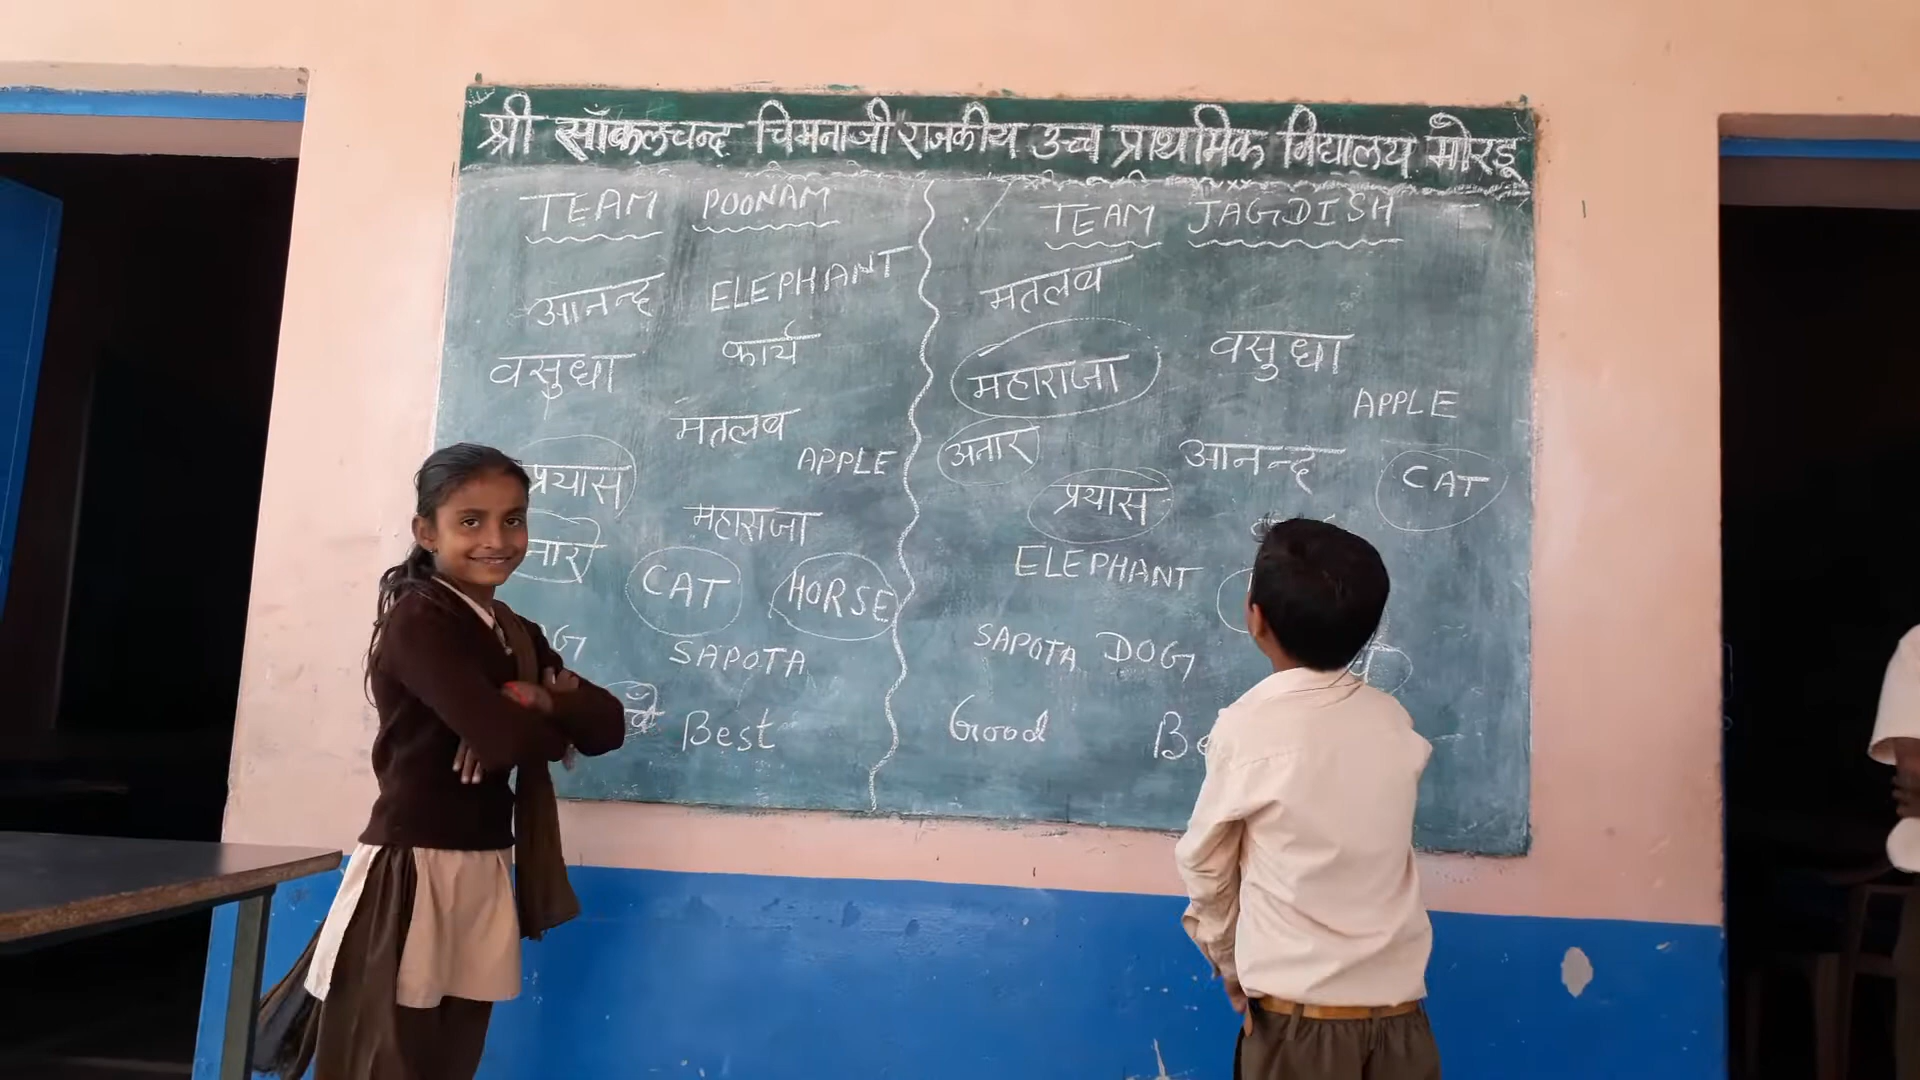 श्री सॉकलचन्द चिमनाजी राजकीय उच्च प्राथमिक विद्यालय मोरडू
TEAM POONAM
आनन्द ELEPHANT
वसुधा कार्य
मतलब
प्रयास APPLE
महाराजा
CAT HORSE
SAPOTA
Best
TEAM JAGDISH
मतलब
महाराजा वसुधा
APPLE
अनार आनन्द CAT
प्रयास
ELEPHANT
SAPOTA DOG
Good